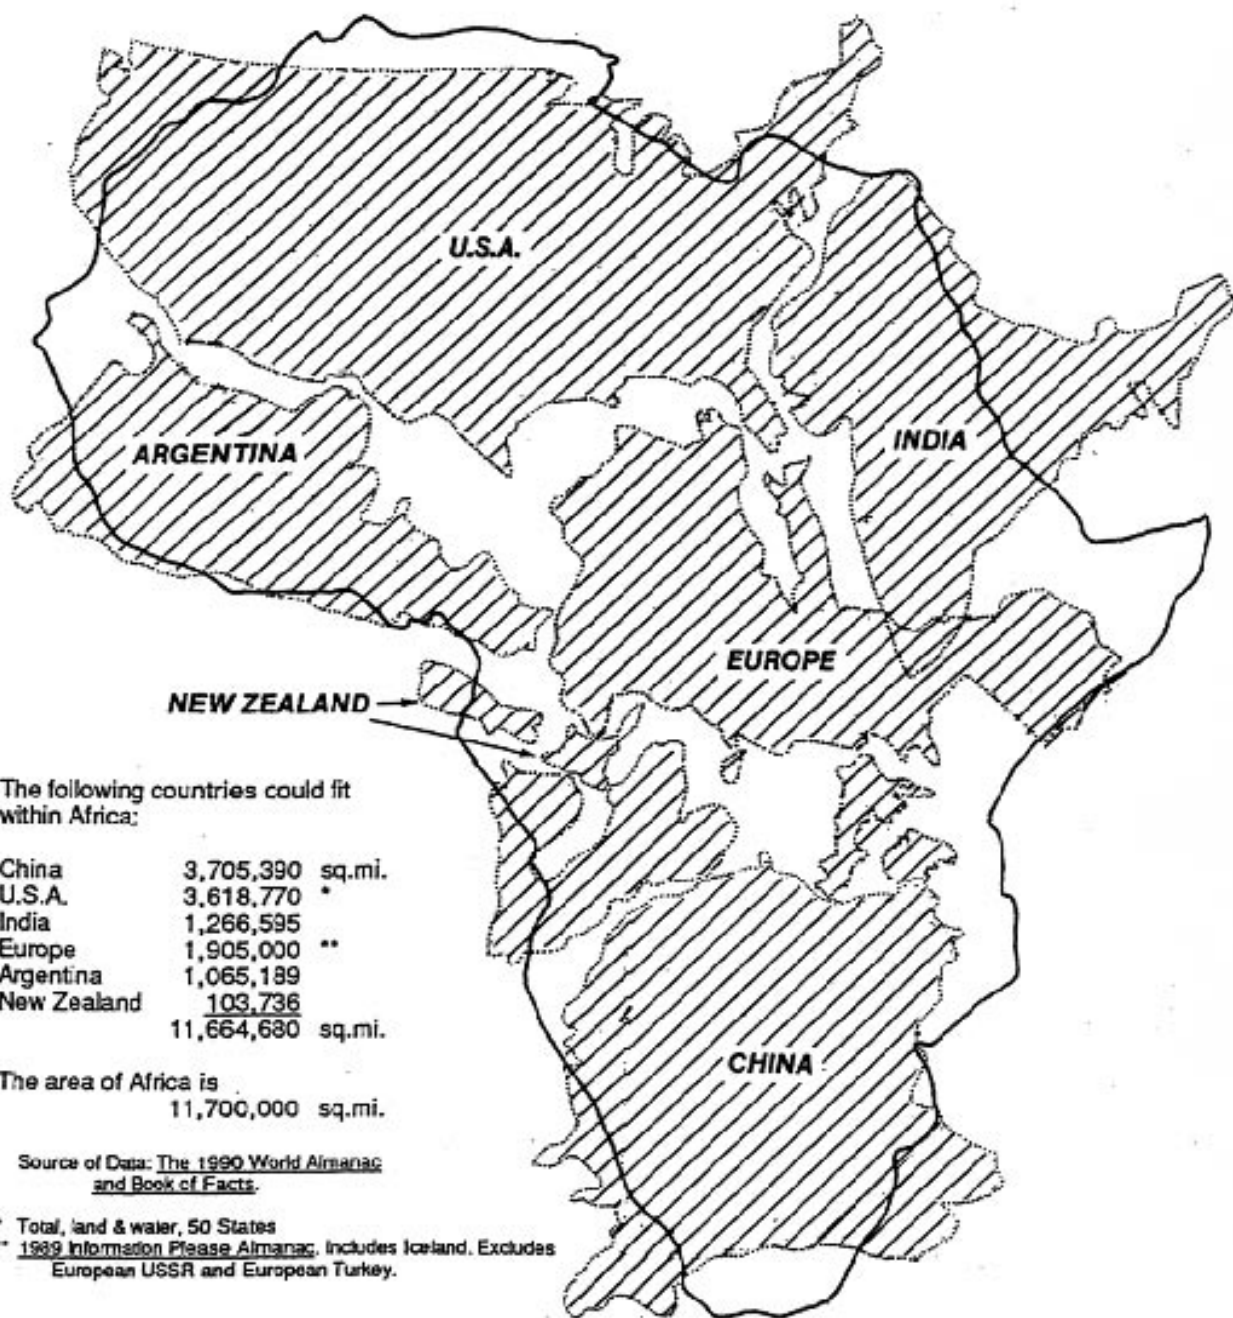 U.S.A.
ARGENTINA
INDIA
EUROPE
NEW ZEALAND
CHINA
The following countries could fit
within Africa:
China 3,705,390 sq.mi.
U.S.A. 3,618,770 *
India 1,266,595
Europe 1,905,000 **
Argentina 1,065,189
New Zealand 103,736
11,664,680 sq.mi.
The area of Africa is
11,700,000 sq.mi.
Source of Data: The 1990 World Almanac
and Book of Facts.
* Total, land & water, 50 States
** 1989 Information Please Almanac. Includes Iceland. Excludes
European USSR and European Turkey.